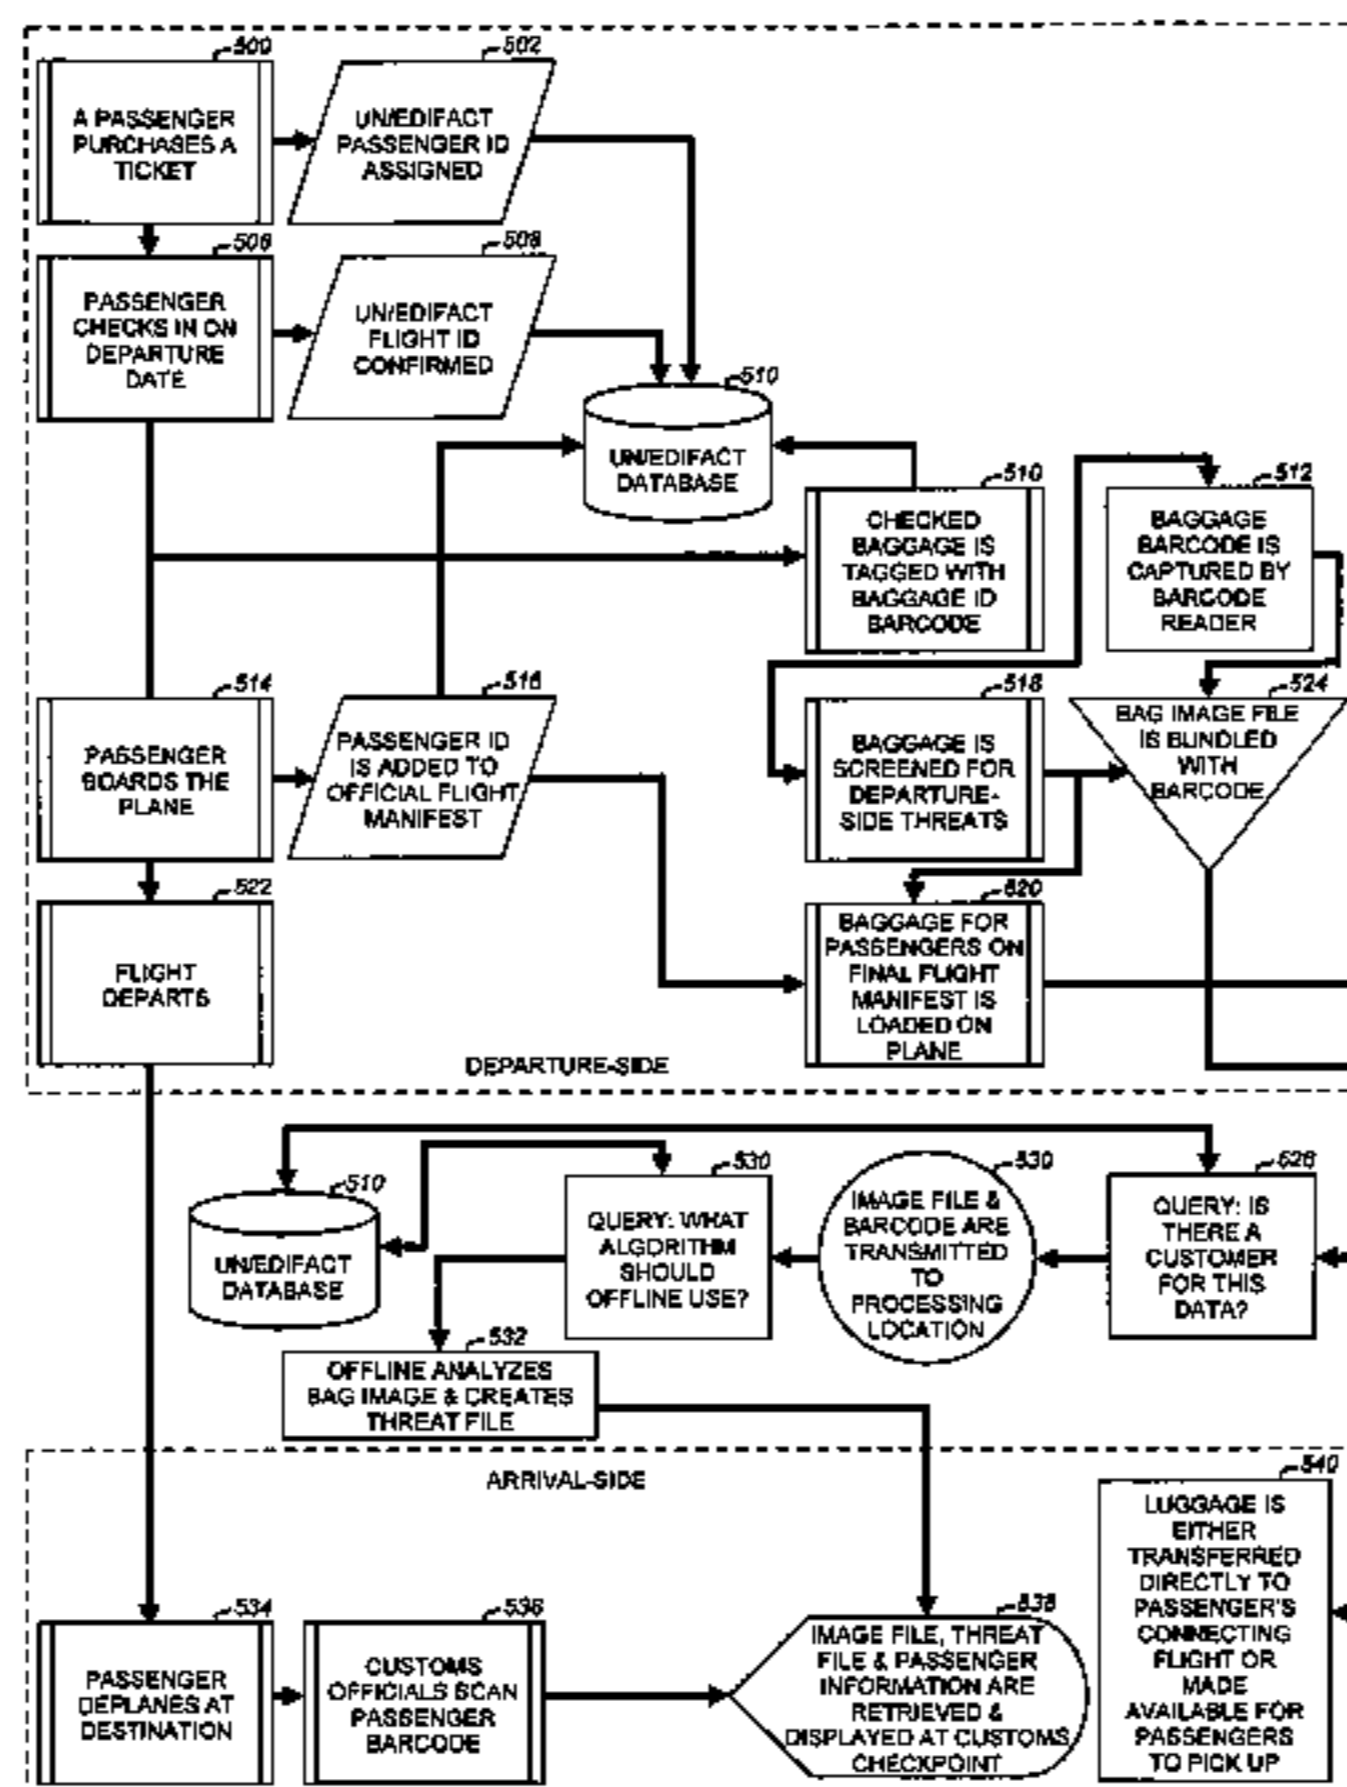 500
A PASSENGER
PURCHASES A
TICKET
502
UN/EDIFACT
PASSENGER ID
ASSIGNED
506
PASSENGER
CHECKS IN ON
DEPARTURE
DATE
508
UN/EDIFACT
FLIGHT ID
CONFIRMED
510
UN/EDIFACT
DATABASE
510
CHECKED
BAGGAGE IS
TAGGED WITH
BAGGAGE ID
BARCODE
512
BAGGAGE
BARCODE IS
CAPTURED BY
BARCODE
READER
514
PASSENGER
BOARDS THE
PLANE
516
PASSENGER ID
IS ADDED TO
OFFICIAL FLIGHT
MANIFEST
518
BAGGAGE IS
SCREENED FOR
DEPARTURE-
SIDE THREATS
524
BAG IMAGE FILE
IS BUNDLED
WITH
BARCODE
522
FLIGHT
DEPARTS
520
BAGGAGE FOR
PASSENGERS ON
FINAL FLIGHT
MANIFEST IS
LOADED ON
PLANE
DEPARTURE-SIDE
510
UN/EDIFACT
DATABASE
530
QUERY: WHAT
ALGORITHM
SHOULD
OFFLINE USE?
530
IMAGE FILE &
BARCODE ARE
TRANSMITTED
TO
PROCESSING
LOCATION
526
QUERY: IS
THERE A
CUSTOMER
FOR THIS
DATA?
532
OFFLINE ANALYZES
BAG IMAGE & CREATES
THREAT FILE
ARRIVAL-SIDE
534
PASSENGER
DEPLANES AT
DESTINATION
536
CUSTOMS
OFFICIALS SCAN
PASSENGER
BARCODE
538
IMAGE FILE, THREAT
FILE & PASSENGER
INFORMATION ARE
RETRIEVED &
DISPLAYED AT CUSTOMS
CHECKPOINT
540
LUGGAGE IS
EITHER
TRANSFERRED
DIRECTLY TO
PASSENGER'S
CONNECTING
FLIGHT OR
MADE
AVAILABLE FOR
PASSENGERS
TO PICK UP